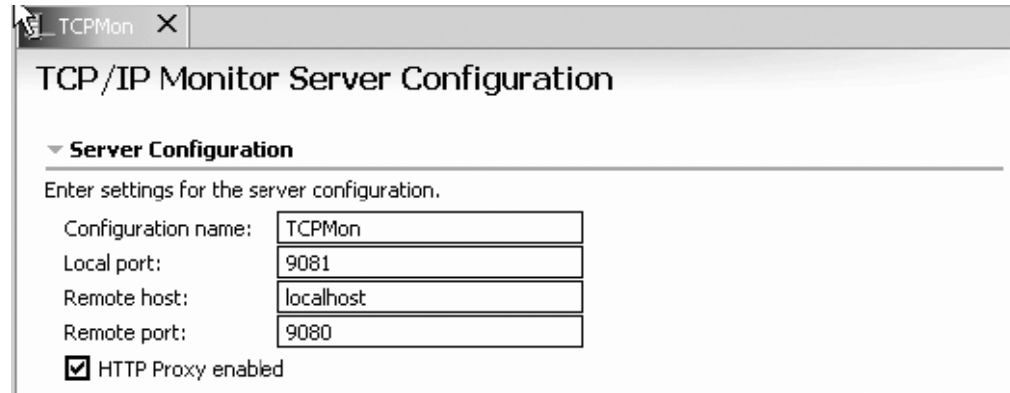 TCPMon
TCP/IP Monitor Server Configuration
Server Configuration
Enter settings for the server configuration.
Configuration name: TCPMon
Local port: 9081
Remote host: localhost
Remote port: 9080
HTTP Proxy enabled